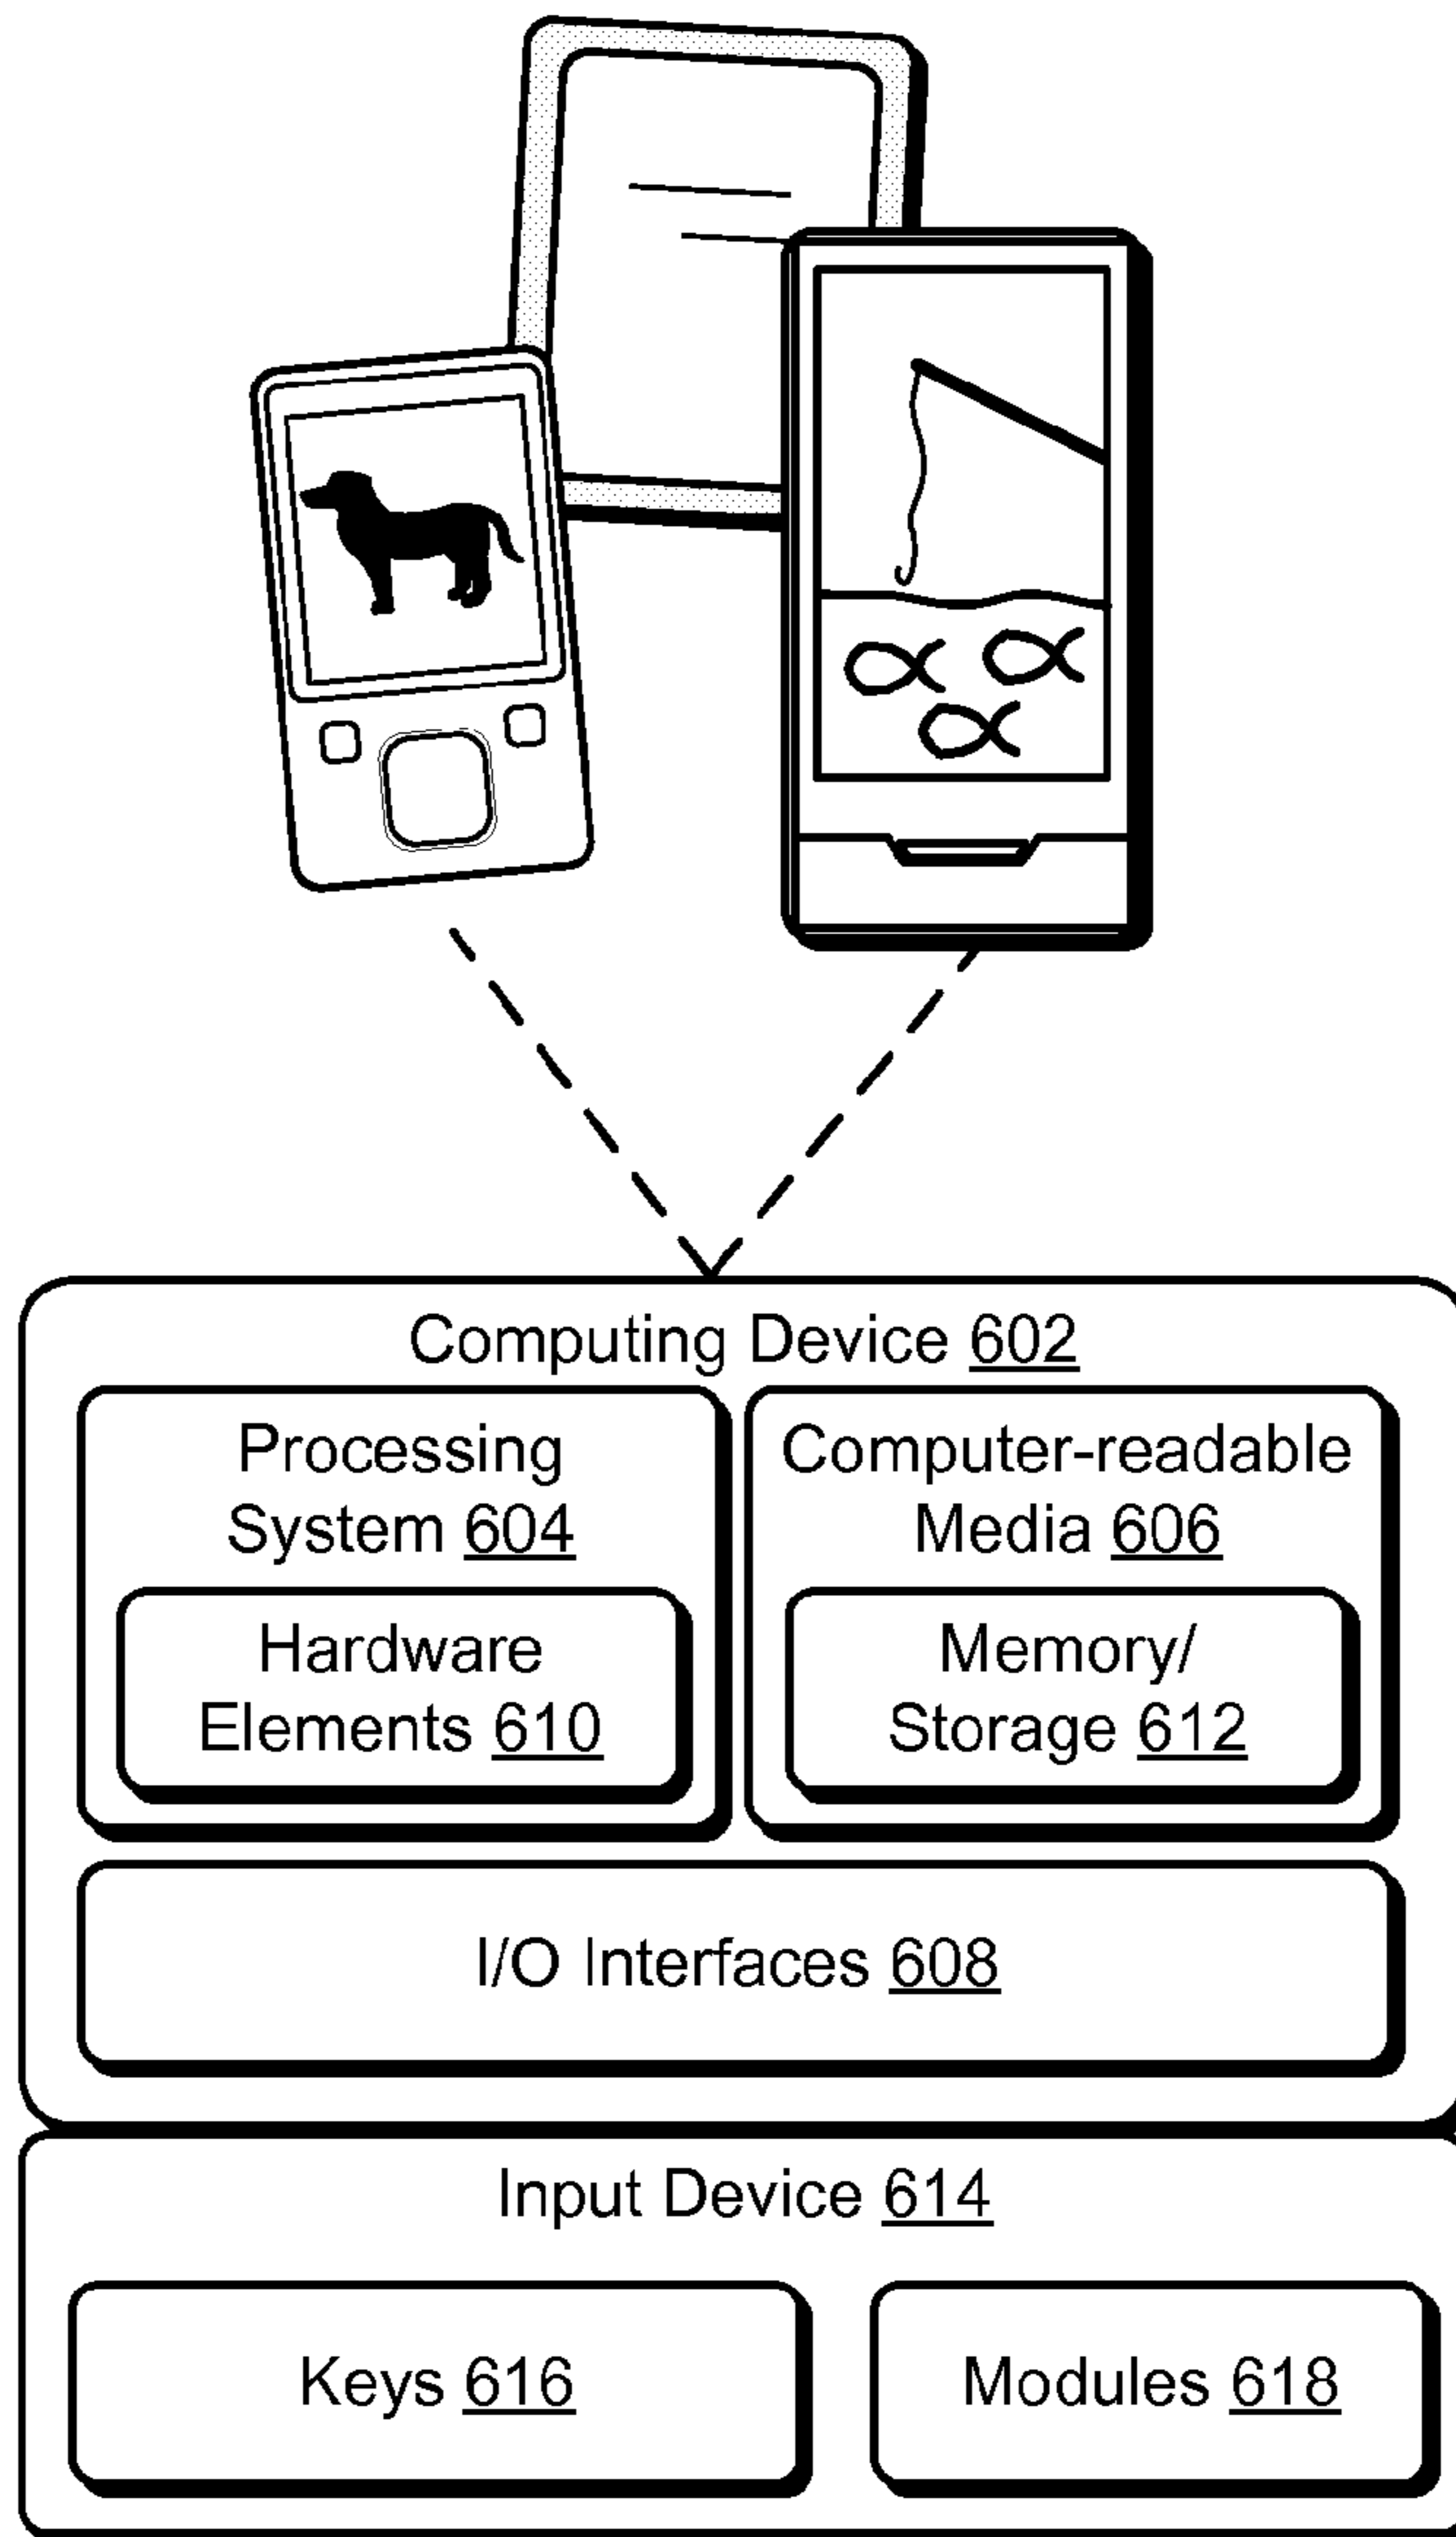 Computing Device 602
Processing
System 604
Hardware
Elements 610
Computer-readable
Media 606
Memory/
Storage 612
I/O Interfaces 608
Input Device 614
Keys 616
Modules 618